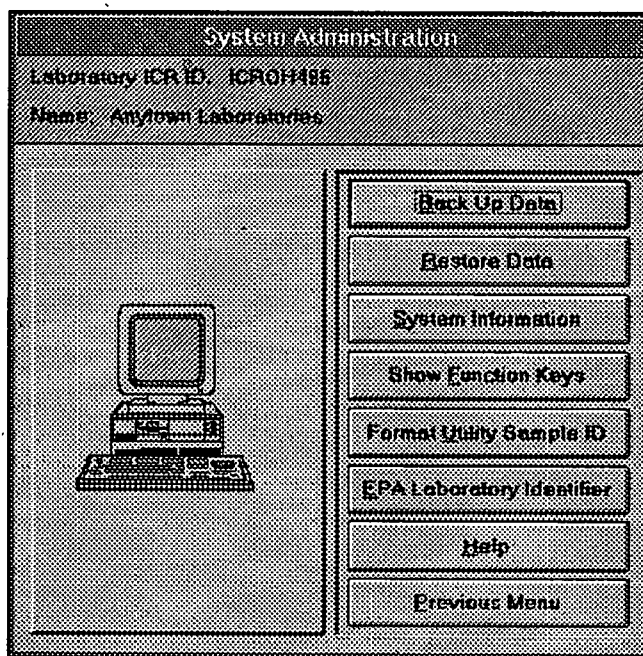 System Administration
Laboratory ICR ID: ICROH495
Name: Anytown Laboratories
Back Up Data
Restore Data
System Information
Show Function Keys
Format Utility Sample ID
EPA Laboratory Identifier
Help
Previous Menu